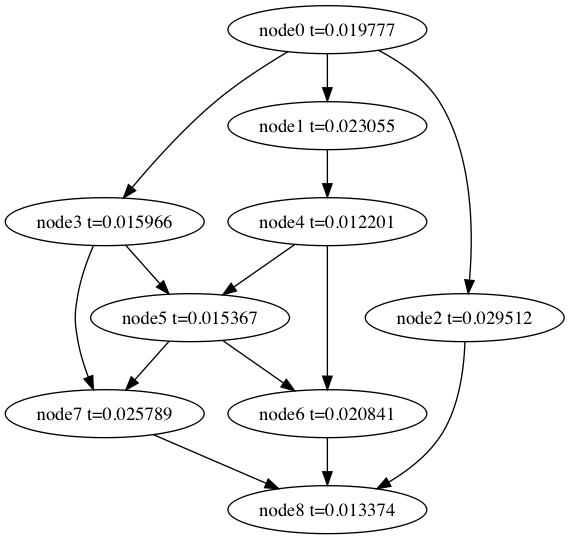 node0 t=0.019777
node1 t=0.023055
node3 t=0.015966
node4 t=0.012201
node5 t=0.015367
node2 t=0.029512
node7 t=0.025789
node6 t=0.020841
node8 t=0.013374